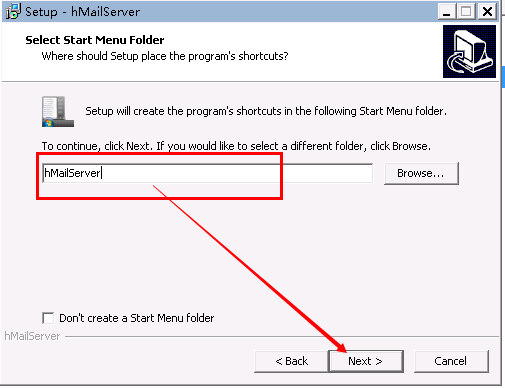 Setup - hMailServer
Select Start Menu Folder
Where should Setup place the program's shortcuts?
Setup will create the program's shortcuts in the following Start Menu folder.
To continue, click Next. If you would like to select a different folder, click Browse.
hMailServer
Browse...
Don't create a Start Menu folder
hMailServer
< Back
Next >
Cancel